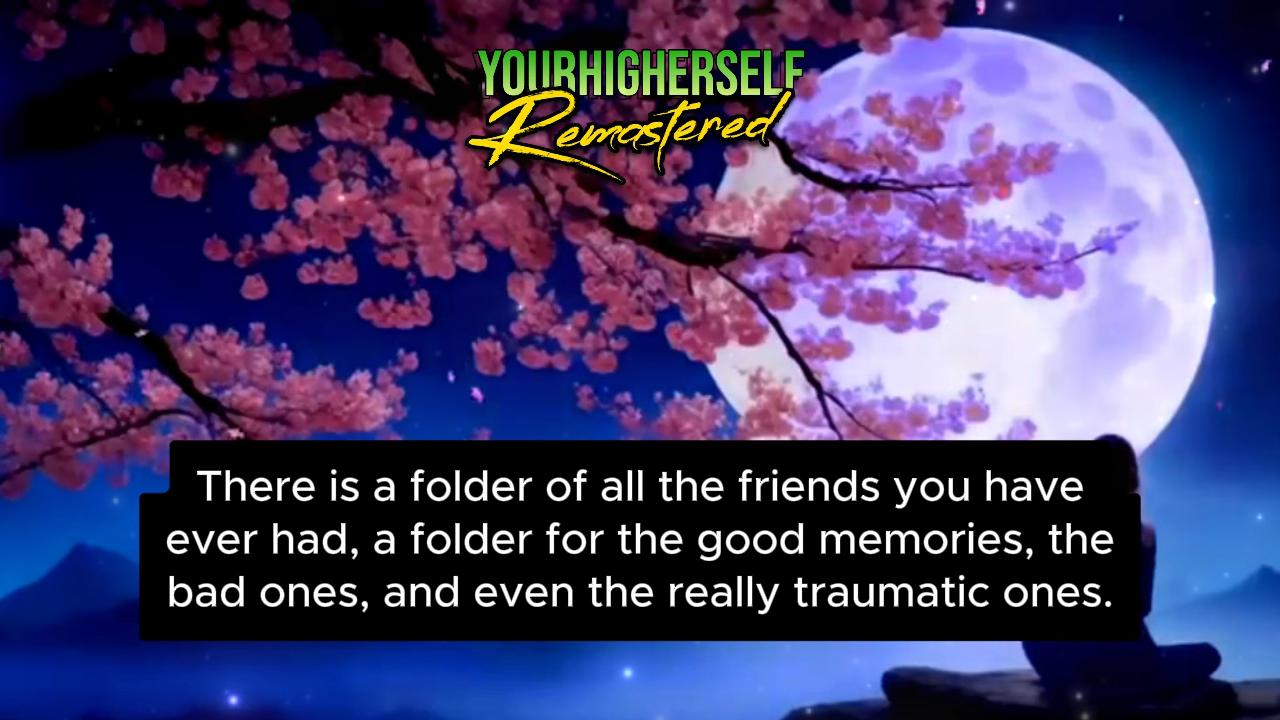 YOURHIGHERSELF
Remastered
There is a folder of all the friends you have
ever had, a folder for the good memories, the
bad ones, and even the really traumatic ones.